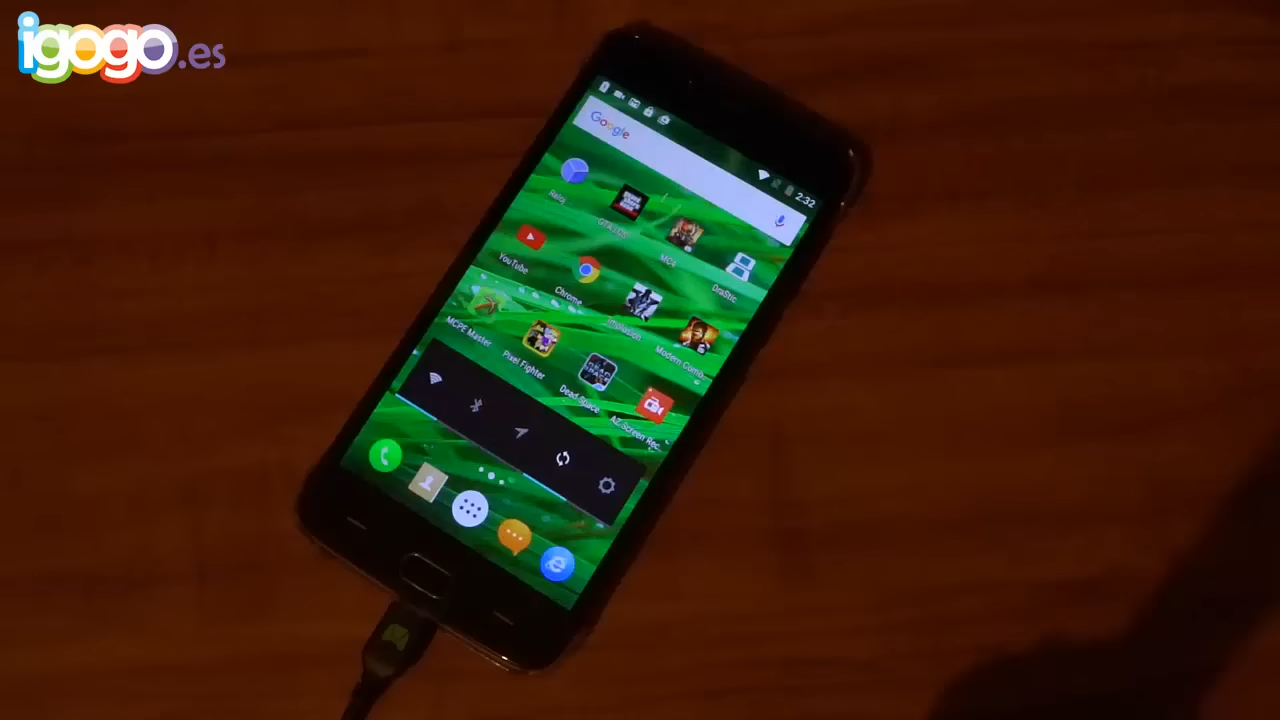 igogo.es
Google
2:32
Reloj
MC4
DraStic
YouTube
Chrome
Modern Comb..
MCPE Master
Pixel Fighter
Dead Space
AZ Screen Rec..